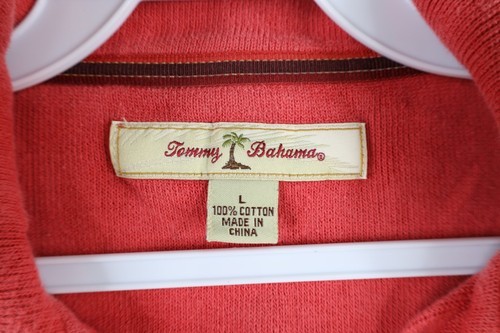 Tommy Bahama®
L
100% COTTON
MADE IN
CHINA